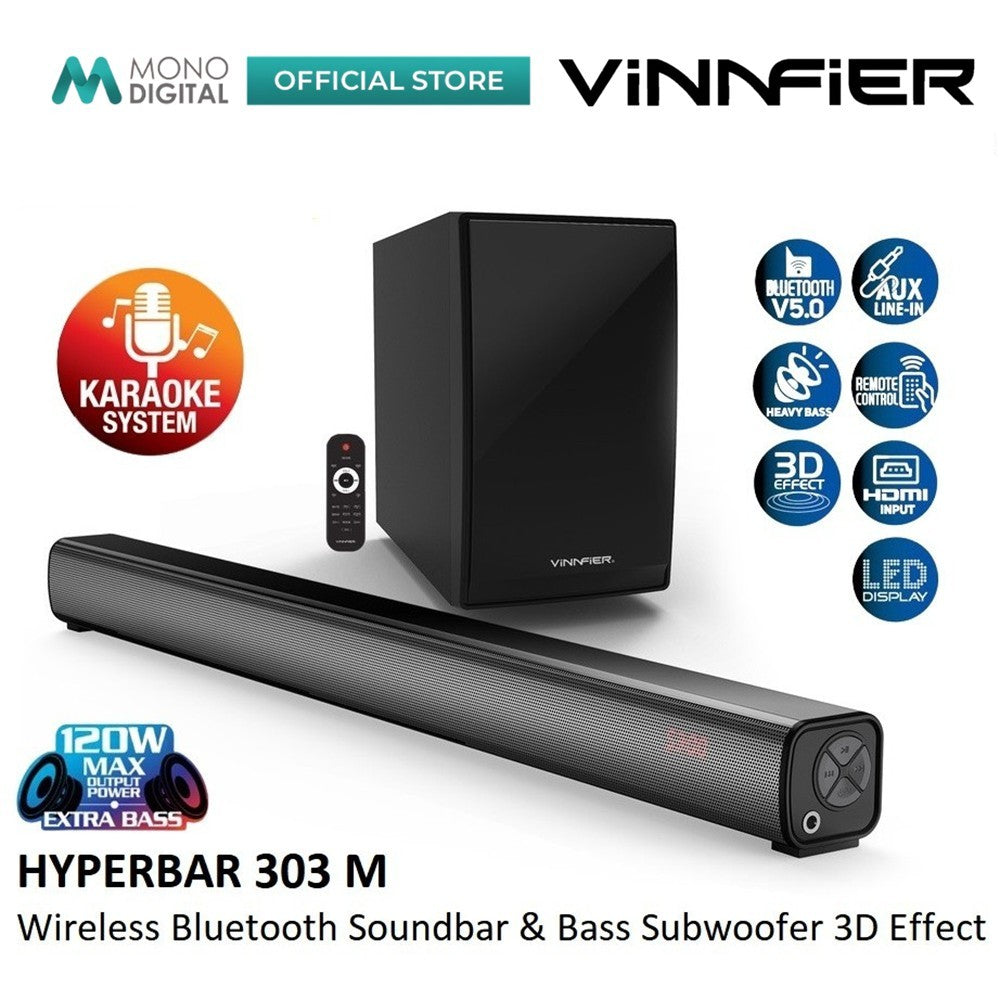 MONO
DIGITAL
OFFICIAL STORE
ViNNFiER
KARAOKE
SYSTEM
BLUETOOTH
V5.0
AUX
LINE-IN
HEAVY BASS
REMOTE
CONTROL
3D
EFFECT
HDMI
INPUT
LED
DISPLAY
ViNNFiER
ViNNFiER
120W
MAX
OUTPUT
POWER
EXTRA BASS
HYPERBAR 303 M
Wireless Bluetooth Soundbar & Bass Subwoofer 3D Effect